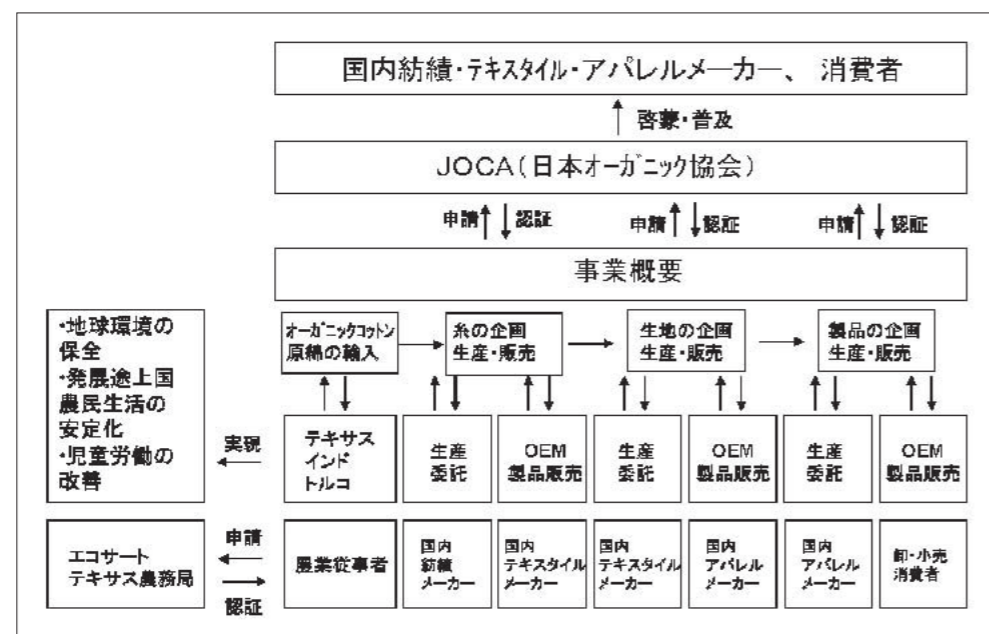 国内紡績・テキスタイル・アパレルメーカー、 消費者
啓蒙・普及
JOCA(日本オーガニック協会)
申請 認証
申請 認証
申請 認証
事業概要
・地球環境の
保全
・発展途上国
農民生活の
安定化
・児童労働の
改善
オーガニックコットン
原綿の輸入
糸の企画
生産・販売
生地の企画
生産・販売
製品の企画
生産・販売
実現
テキサス
インド
トルコ
生産
委託
OEM
製品販売
生産
委託
OEM
製品販売
生産
委託
OEM
製品販売
エコサート
テキサス農務局
申請
認証
農業従事者
国内
紡績
メーカー
国内
テキスタイル
メーカー
国内
テキスタイル
メーカー
国内
アパレル
メーカー
国内
アパレル
メーカー
卸・小売
消費者